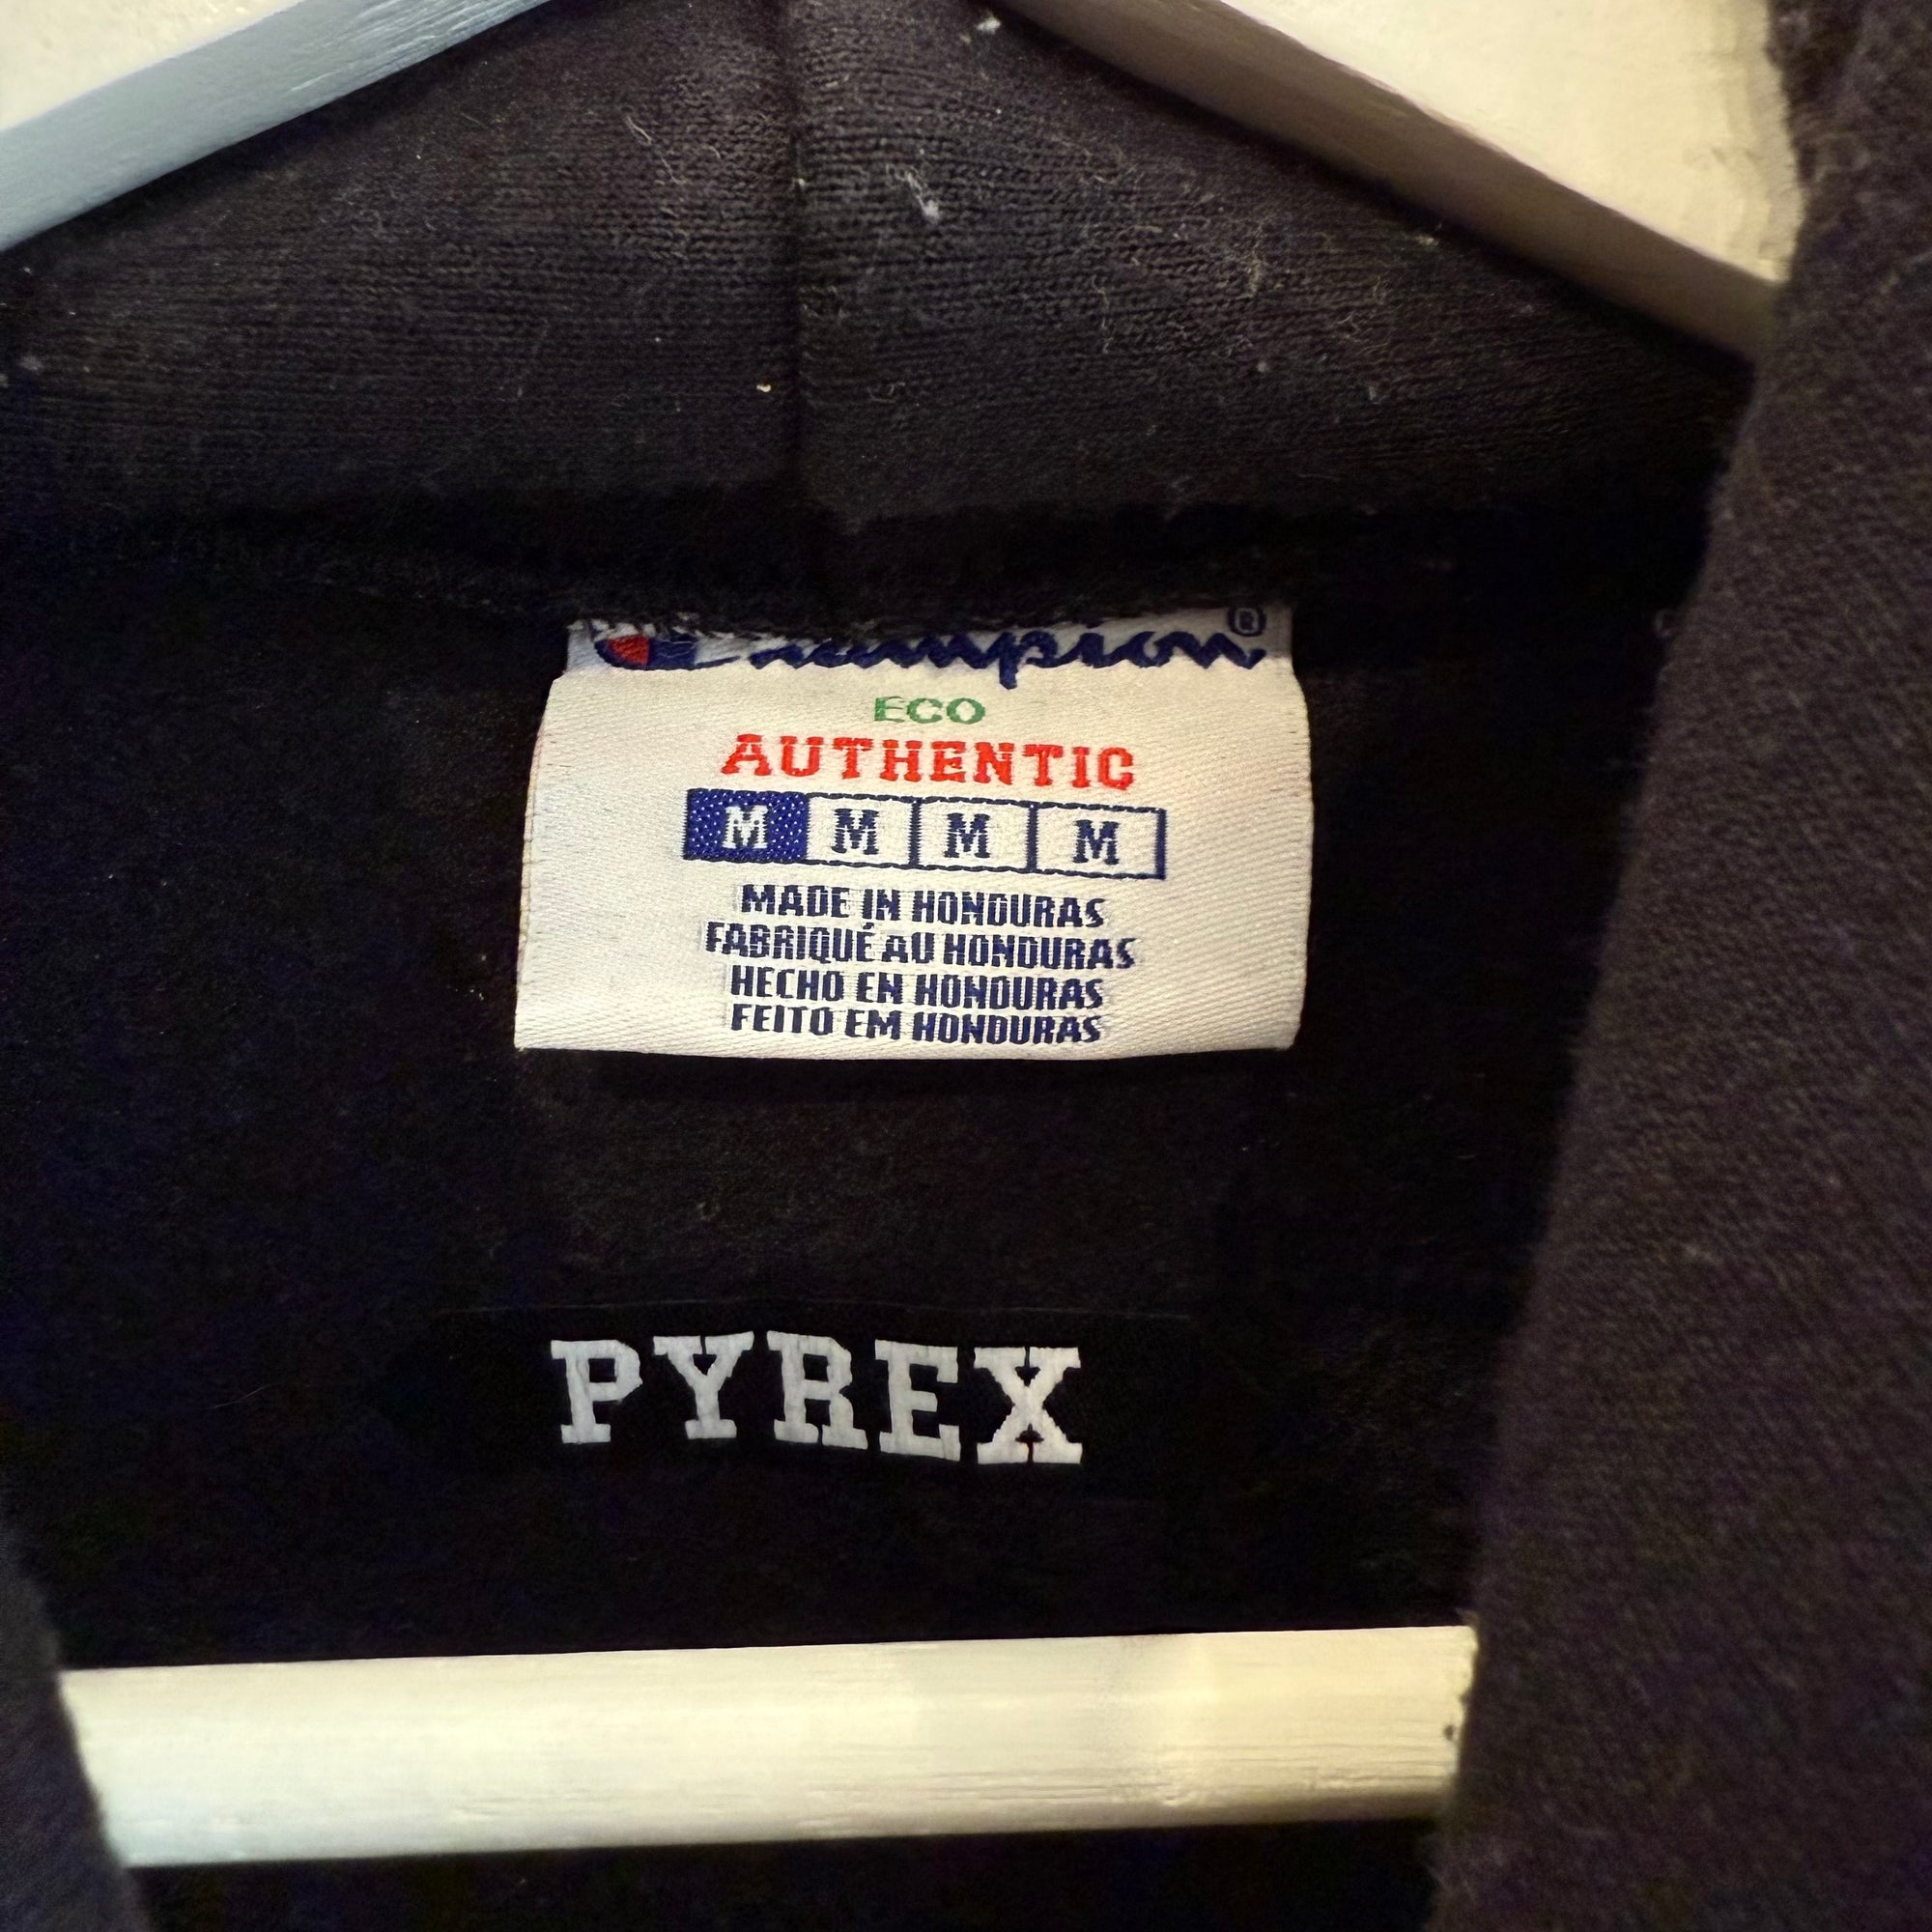 Champion®
ECO
AUTHENTIC
M M M M
MADE IN HONDURAS
FABRIQUÉ AU HONDURAS
HECHO EN HONDURAS
FEITO EM HONDURAS
PYREX